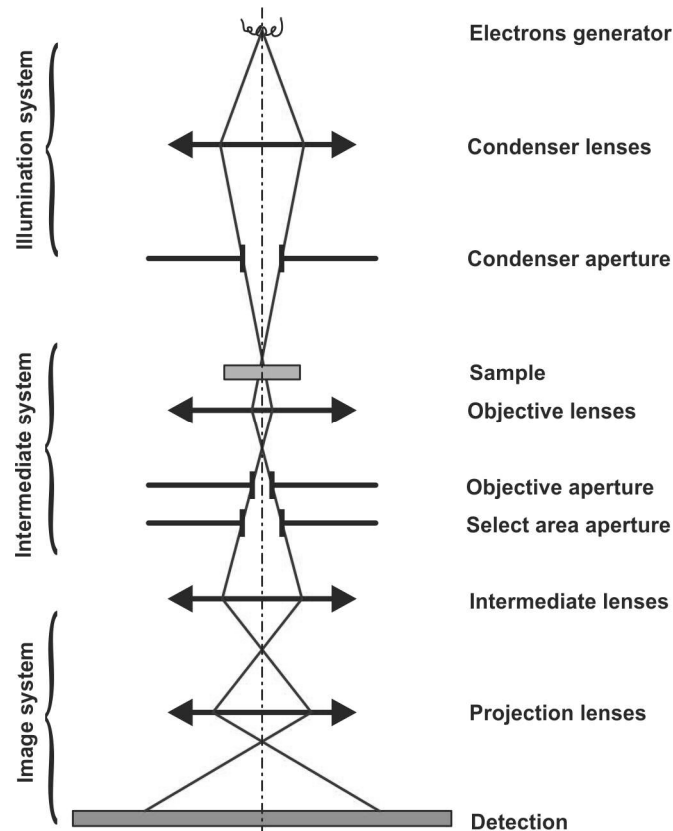 Electrons generator
Illumination system
Condenser lenses
Condenser aperture
Intermediate system
Sample
Objective lenses
Objective aperture
Select area aperture
Intermediate lenses
Image system
Projection lenses
Detection